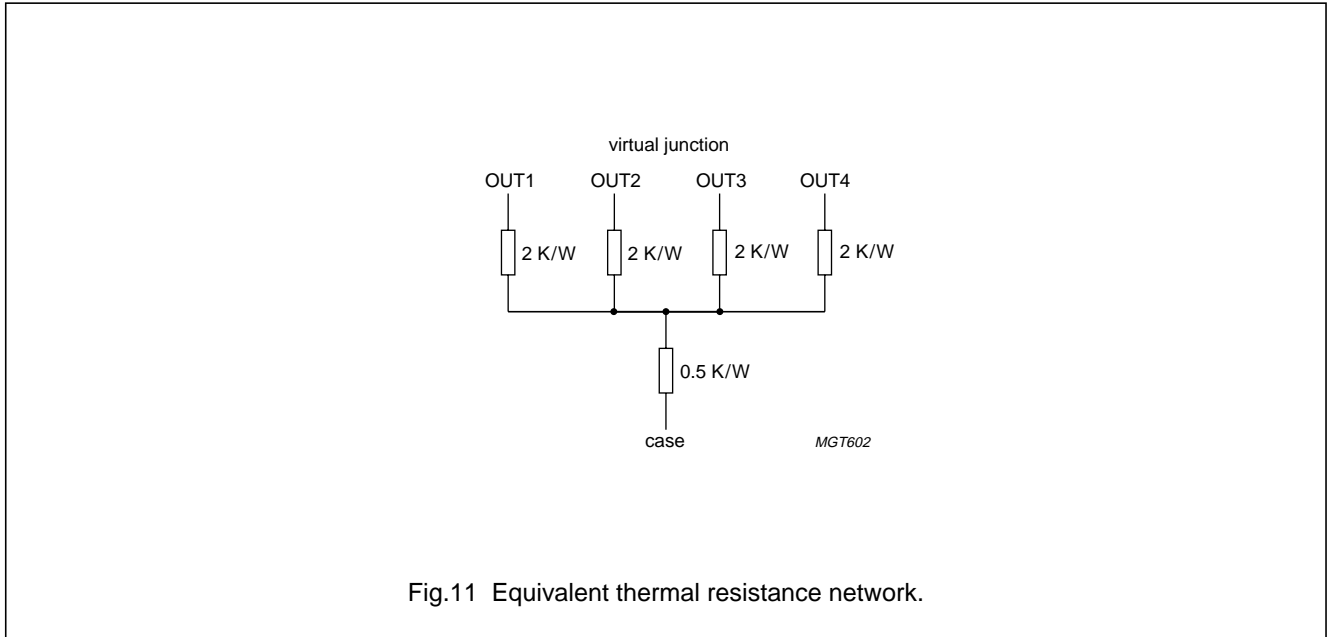 virtual junction
OUT1 OUT2 OUT3 OUT4
2 K/W 2 K/W 2 K/W 2 K/W
0.5 K/W
case MGT602
Fig.11 Equivalent thermal resistance network.